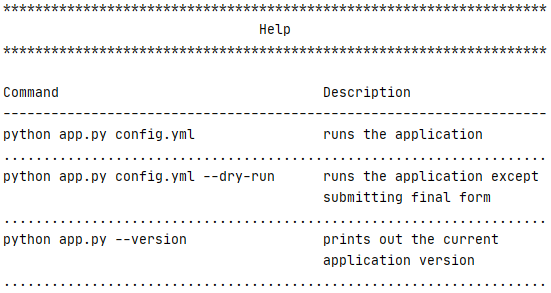 ********************************************************************
Help
********************************************************************
Command Description
--------------------------------------------------------------------
python app.py config.yml runs the application
....................................................................
python app.py config.yml --dry-run runs the application except
submitting final form
....................................................................
python app.py --version prints out the current
application version
....................................................................